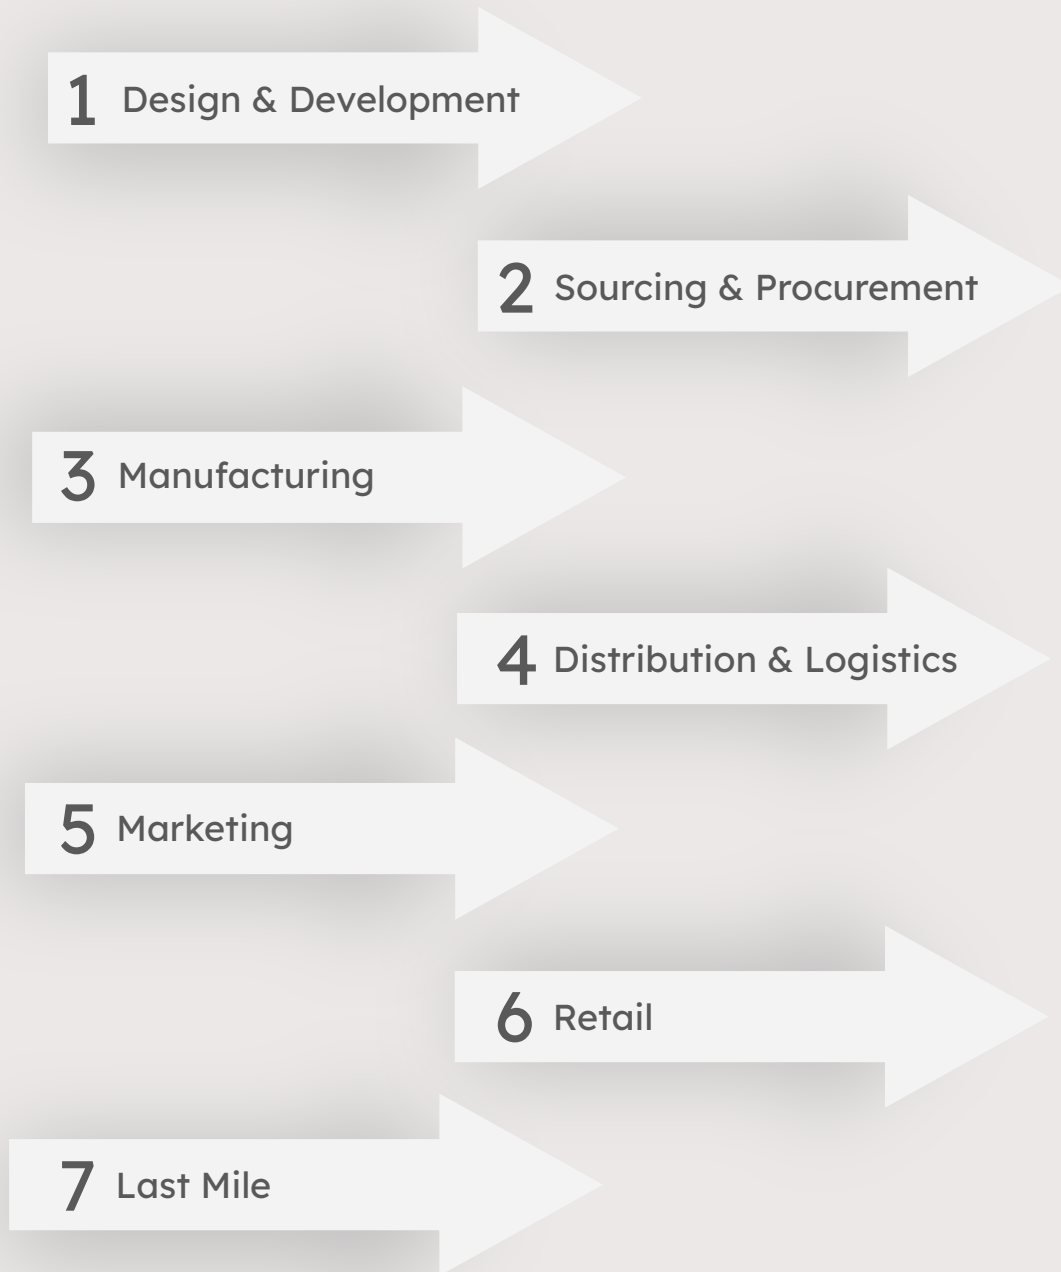 1 Design & Development
2 Sourcing & Procurement
3 Manufacturing
4 Distribution & Logistics
5 Marketing
6 Retail
7 Last Mile